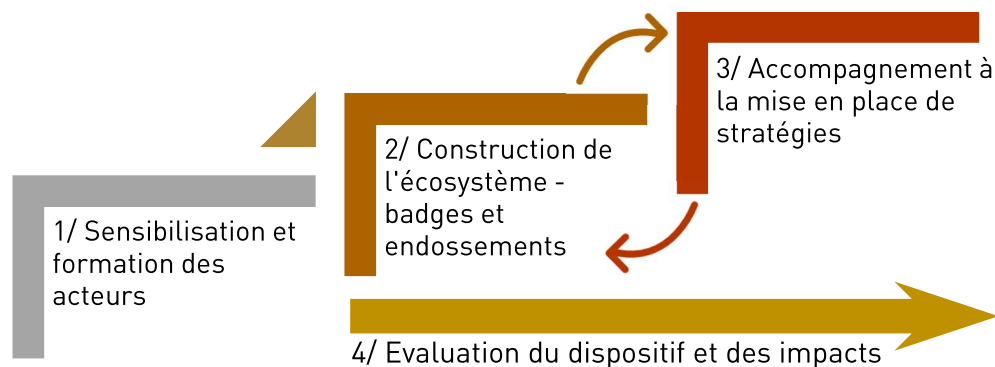 1/ Sensibilisation et
formation des
acteurs
2/ Construction de
l'écosystème -
badges et
endossements
3/ Accompagnement à
la mise en place de
stratégies
4/ Evaluation du dispositif et des impacts